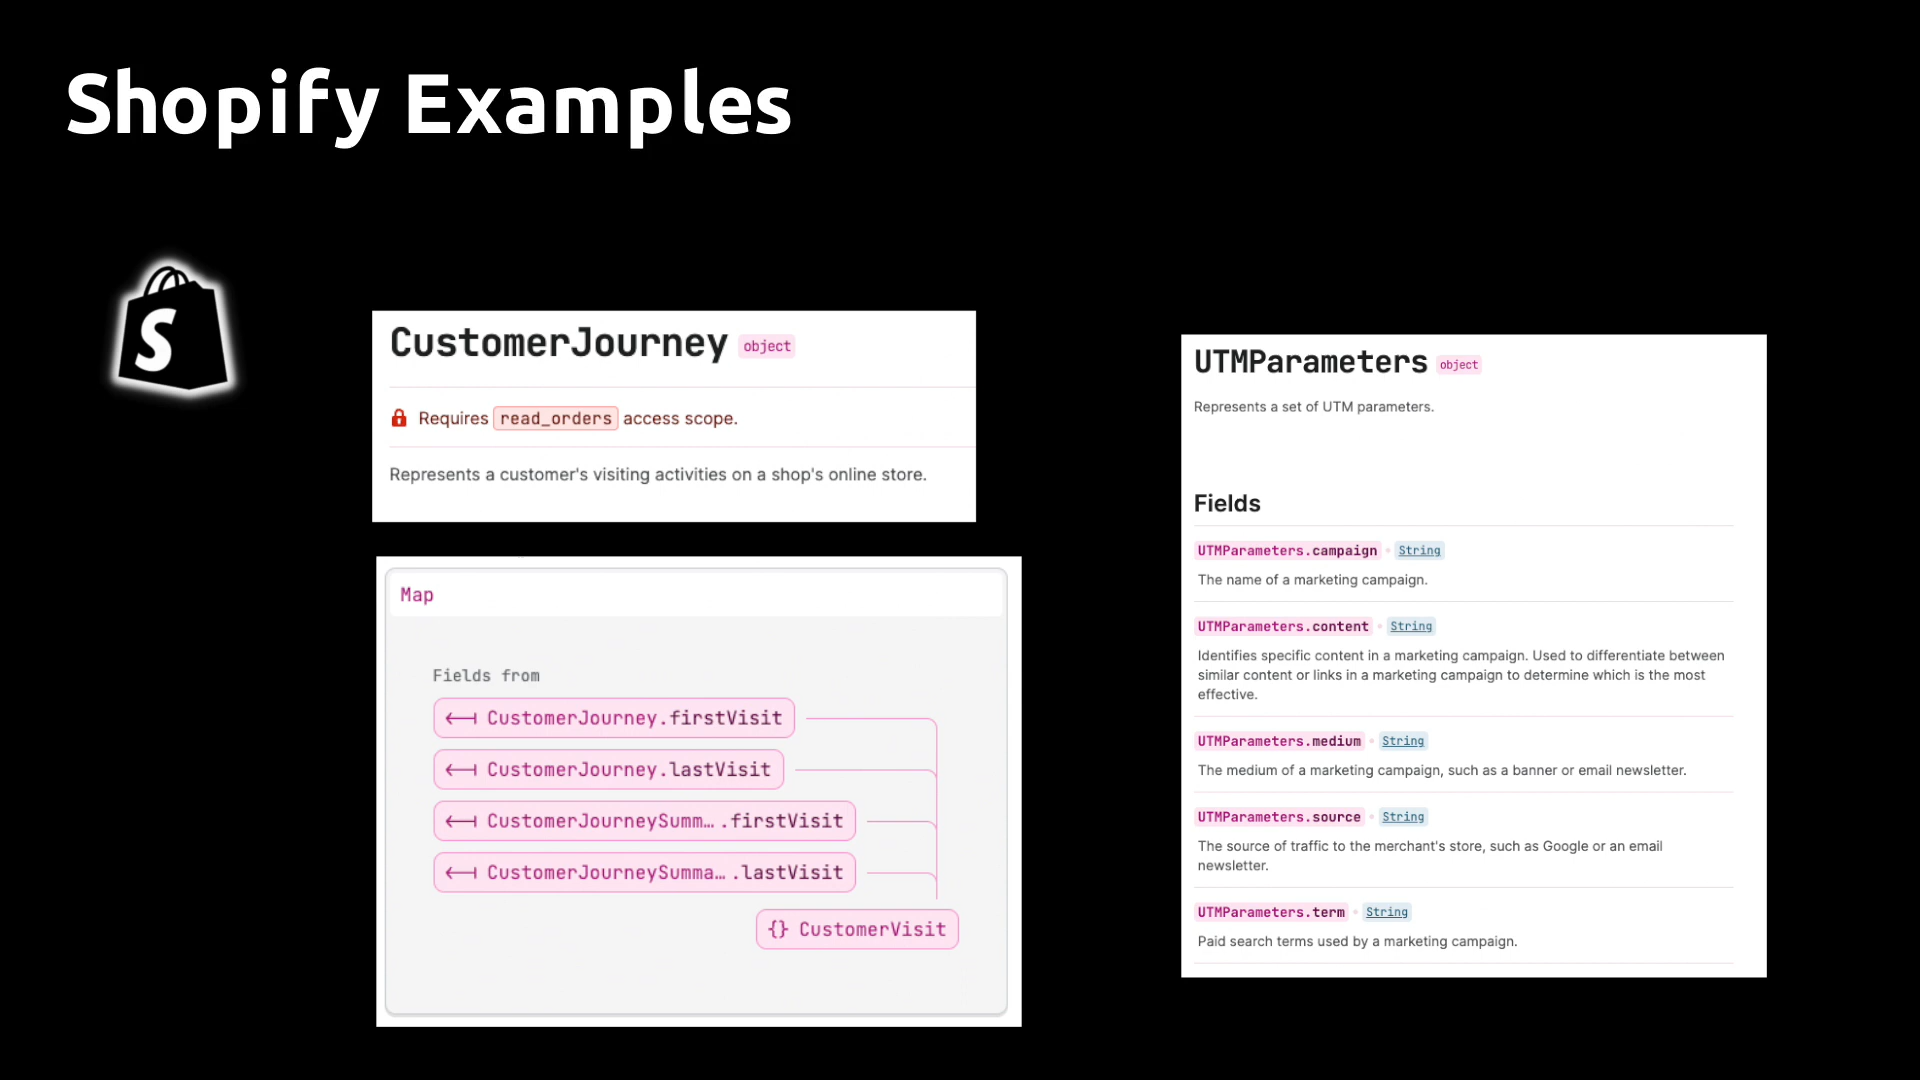 Shopify Examples
S
CustomerJourney object
Requires read_orders access scope.
Represents a customer's visiting activities on a shop's online store.
Map
Fields from
CustomerJourney.firstVisit
CustomerJourney.lastVisit
CustomerJourneySumm… .firstVisit
CustomerJourneySumma… .lastVisit
{} CustomerVisit
UTMParameters object
Represents a set of UTM parameters.
Fields
UTMParameters.campaign • String
The name of a marketing campaign.
UTMParameters.content • String
Identifies specific content in a marketing campaign. Used to differentiate between
similar content or links in a marketing campaign to determine which is the most
effective.
UTMParameters.medium • String
The medium of a marketing campaign, such as a banner or email newsletter.
UTMParameters.source • String
The source of traffic to the merchant's store, such as Google or an email
newsletter.
UTMParameters.term • String
Paid search terms used by a marketing campaign.